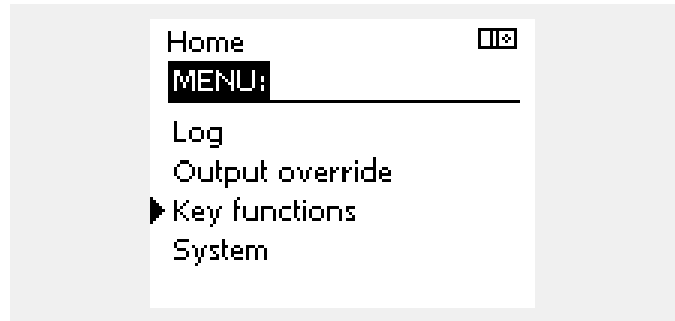 Home
MENU:
Log
Output override
Key functions
System